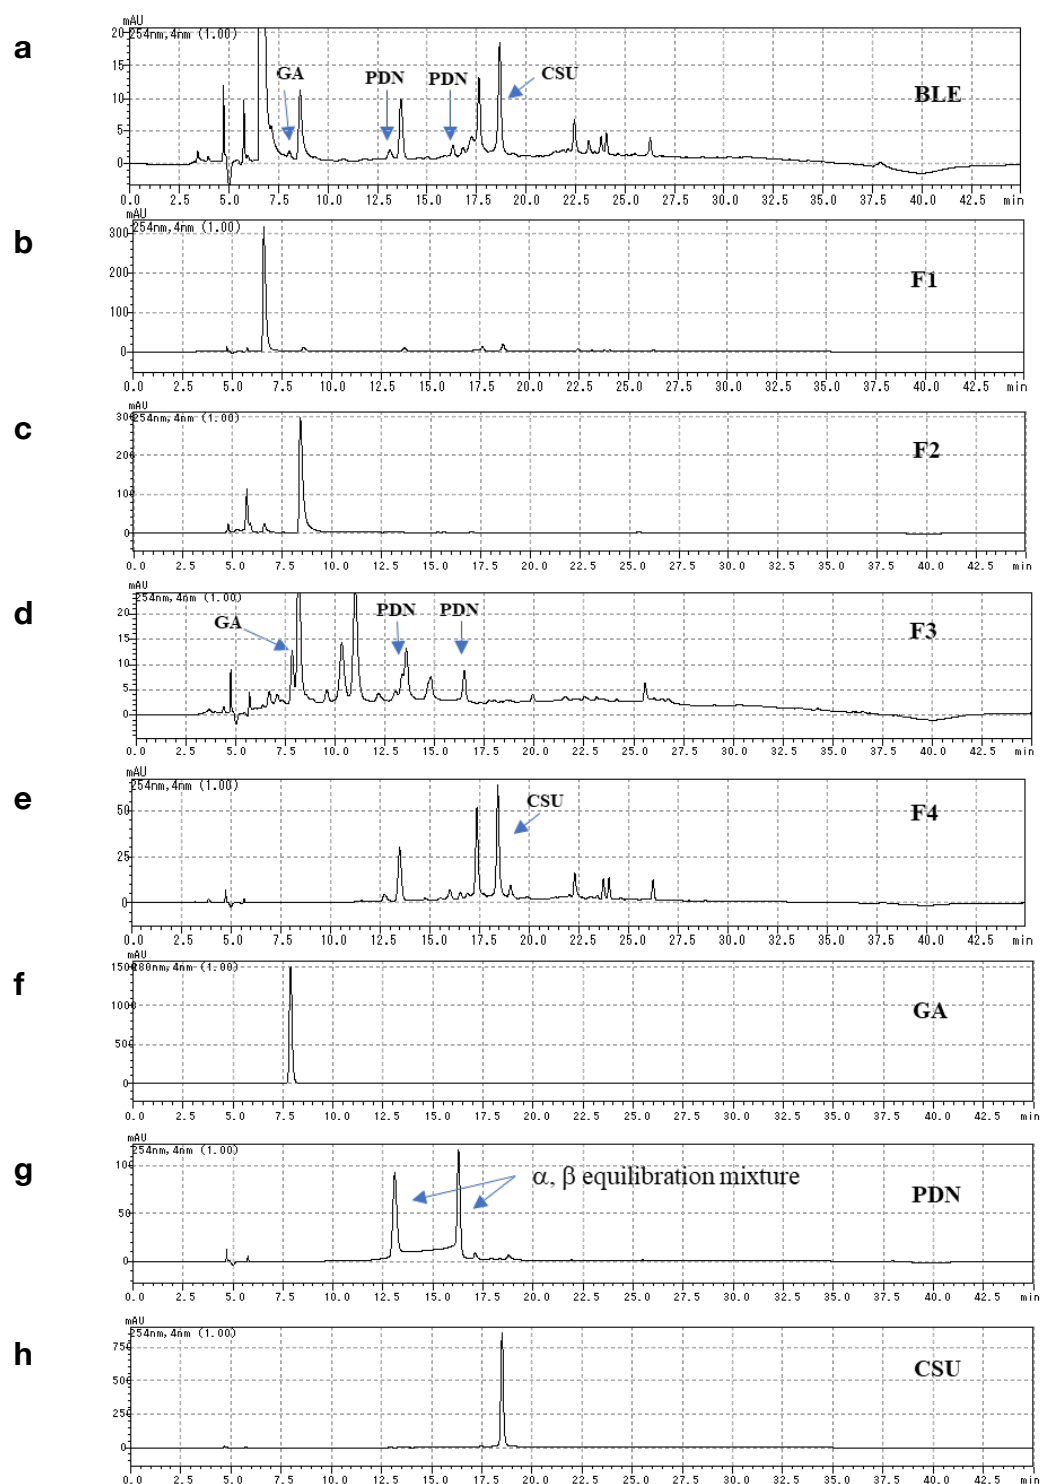 a
mAU
20 254nm,4nm (1.00)
15
10
5
0
GA
PDN
PDN
CSU
BLE
0.0 2.5 5.0 7.5 10.0 12.5 15.0 17.5 20.0 22.5 25.0 27.5 30.0 32.5 35.0 37.5 40.0 42.5 min
b
mAU
254nm,4nm (1.00)
300
200
100
0
F1
0.0 2.5 5.0 7.5 10.0 12.5 15.0 17.5 20.0 22.5 25.0 27.5 30.0 32.5 35.0 37.5 40.0 42.5 min
c
mAU
300 254nm,4nm (1.00)
200
100
0
F2
0.0 2.5 5.0 7.5 10.0 12.5 15.0 17.5 20.0 22.5 25.0 27.5 30.0 32.5 35.0 37.5 40.0 42.5 min
d
mAU
254nm,4nm (1.00)
20
15
10
5
0
GA
PDN
PDN
F3
0.0 2.5 5.0 7.5 10.0 12.5 15.0 17.5 20.0 22.5 25.0 27.5 30.0 32.5 35.0 37.5 40.0 42.5 min
e
mAU
254nm,4nm (1.00)
50
25
0
CSU
F4
0.0 2.5 5.0 7.5 10.0 12.5 15.0 17.5 20.0 22.5 25.0 27.5 30.0 32.5 35.0 37.5 40.0 42.5 min
f
mAU
1500 280nm,4nm (1.00)
1000
500
0
GA
0.0 2.5 5.0 7.5 10.0 12.5 15.0 17.5 20.0 22.5 25.0 27.5 30.0 32.5 35.0 37.5 40.0 42.5 min
g
mAU
254nm,4nm (1.00)
100
50
0
α, β equilibration mixture
PDN
0.0 2.5 5.0 7.5 10.0 12.5 15.0 17.5 20.0 22.5 25.0 27.5 30.0 32.5 35.0 37.5 40.0 42.5 min
h
mAU
254nm,4nm (1.00)
750
500
250
0
CSU
0.0 2.5 5.0 7.5 10.0 12.5 15.0 17.5 20.0 22.5 25.0 27.5 30.0 32.5 35.0 37.5 40.0 42.5 min